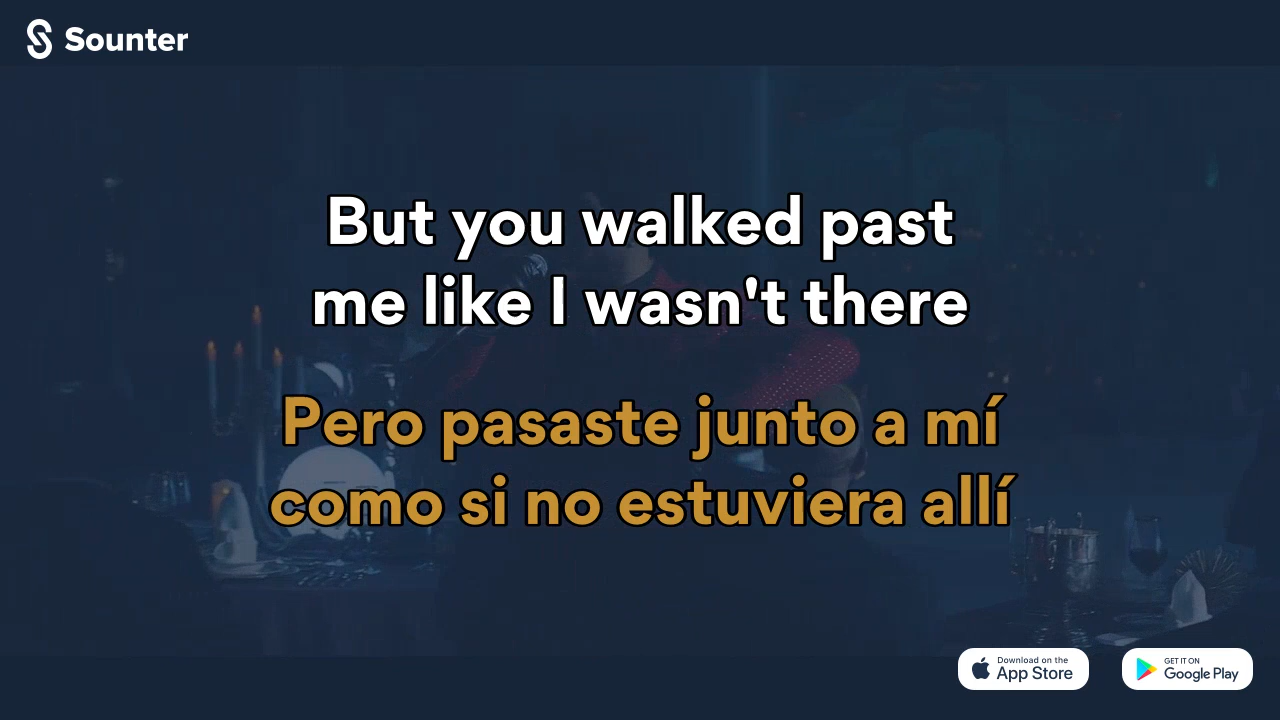 Sounter
But you walked past
me like I wasn't there
Pero pasaste junto a mí
como si no estuviera allí
Download on the
App Store
GET IT ON
Google Play